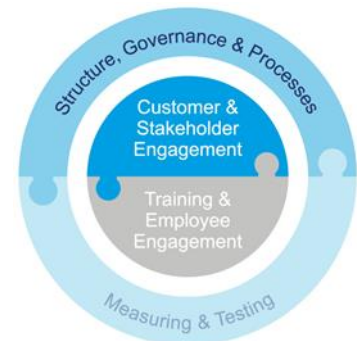 Structure, Governance & Processes
Customer &
Stakeholder
Engagement
Training &
Employee
Engagement
Measuring & Testing